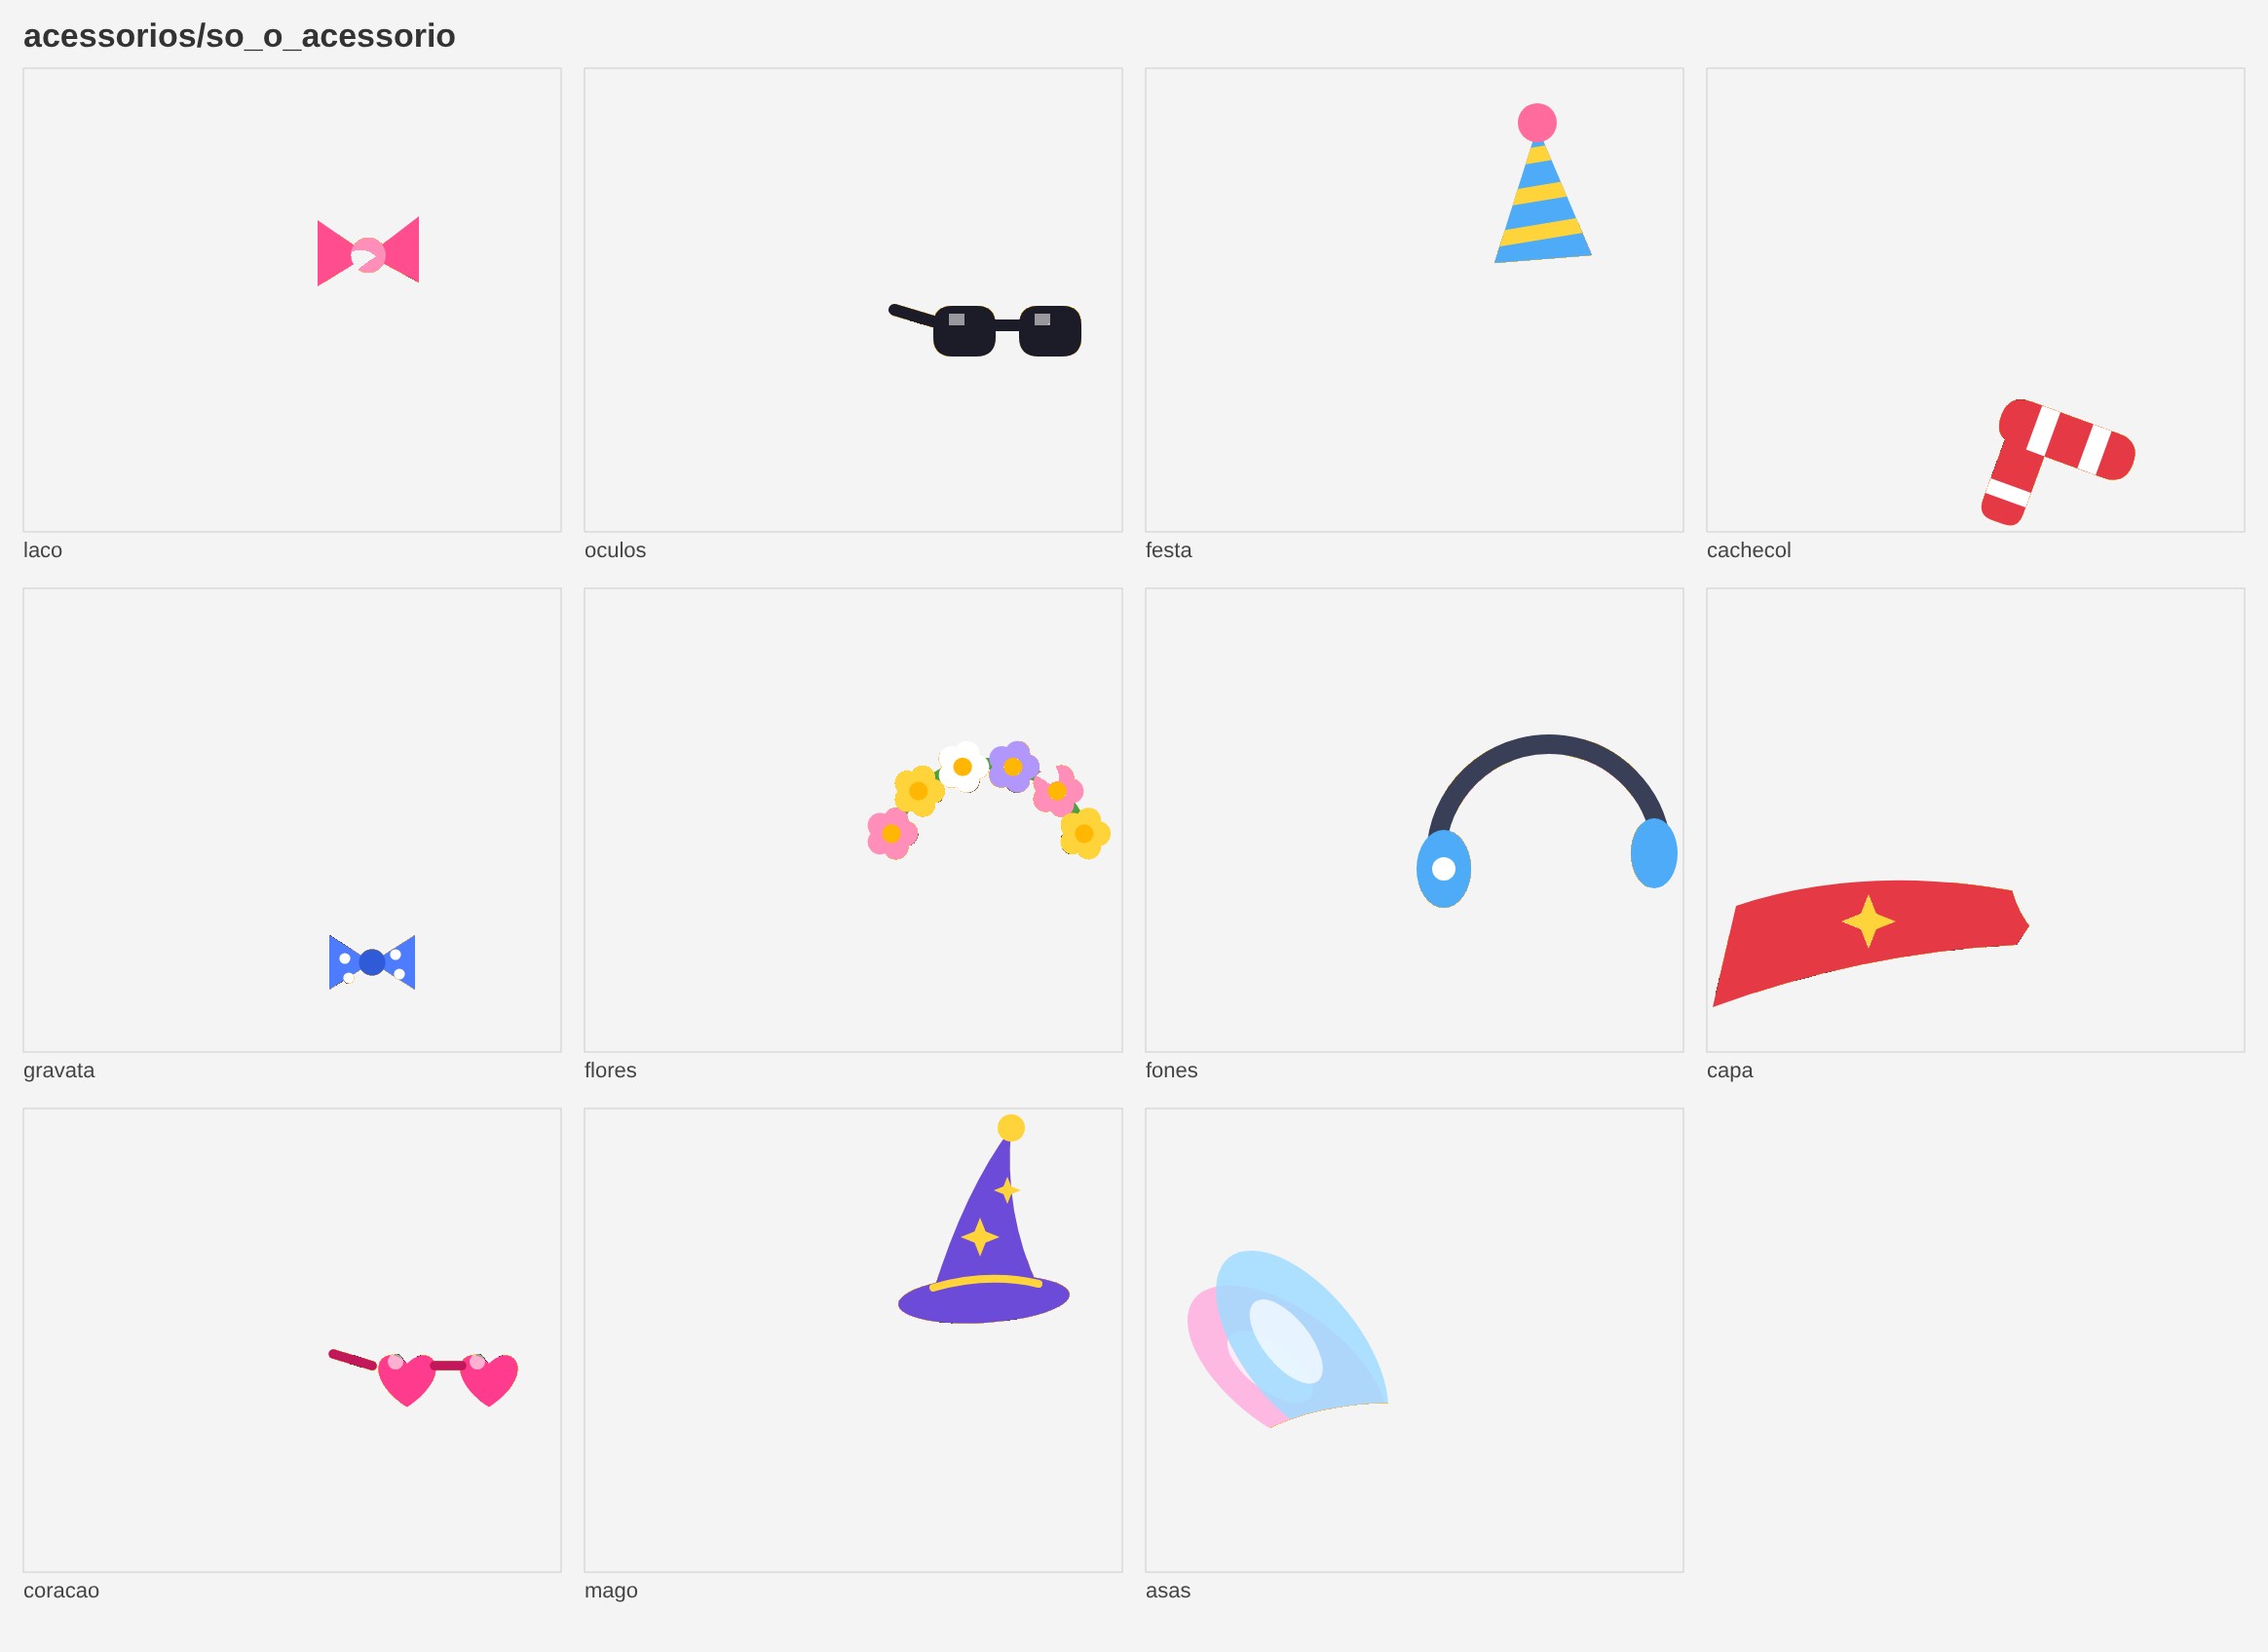 acessorios/so_o_acessorio
laco
oculos
festa
cachecol
gravata
flores
fones
capa
coracao
mago
asas